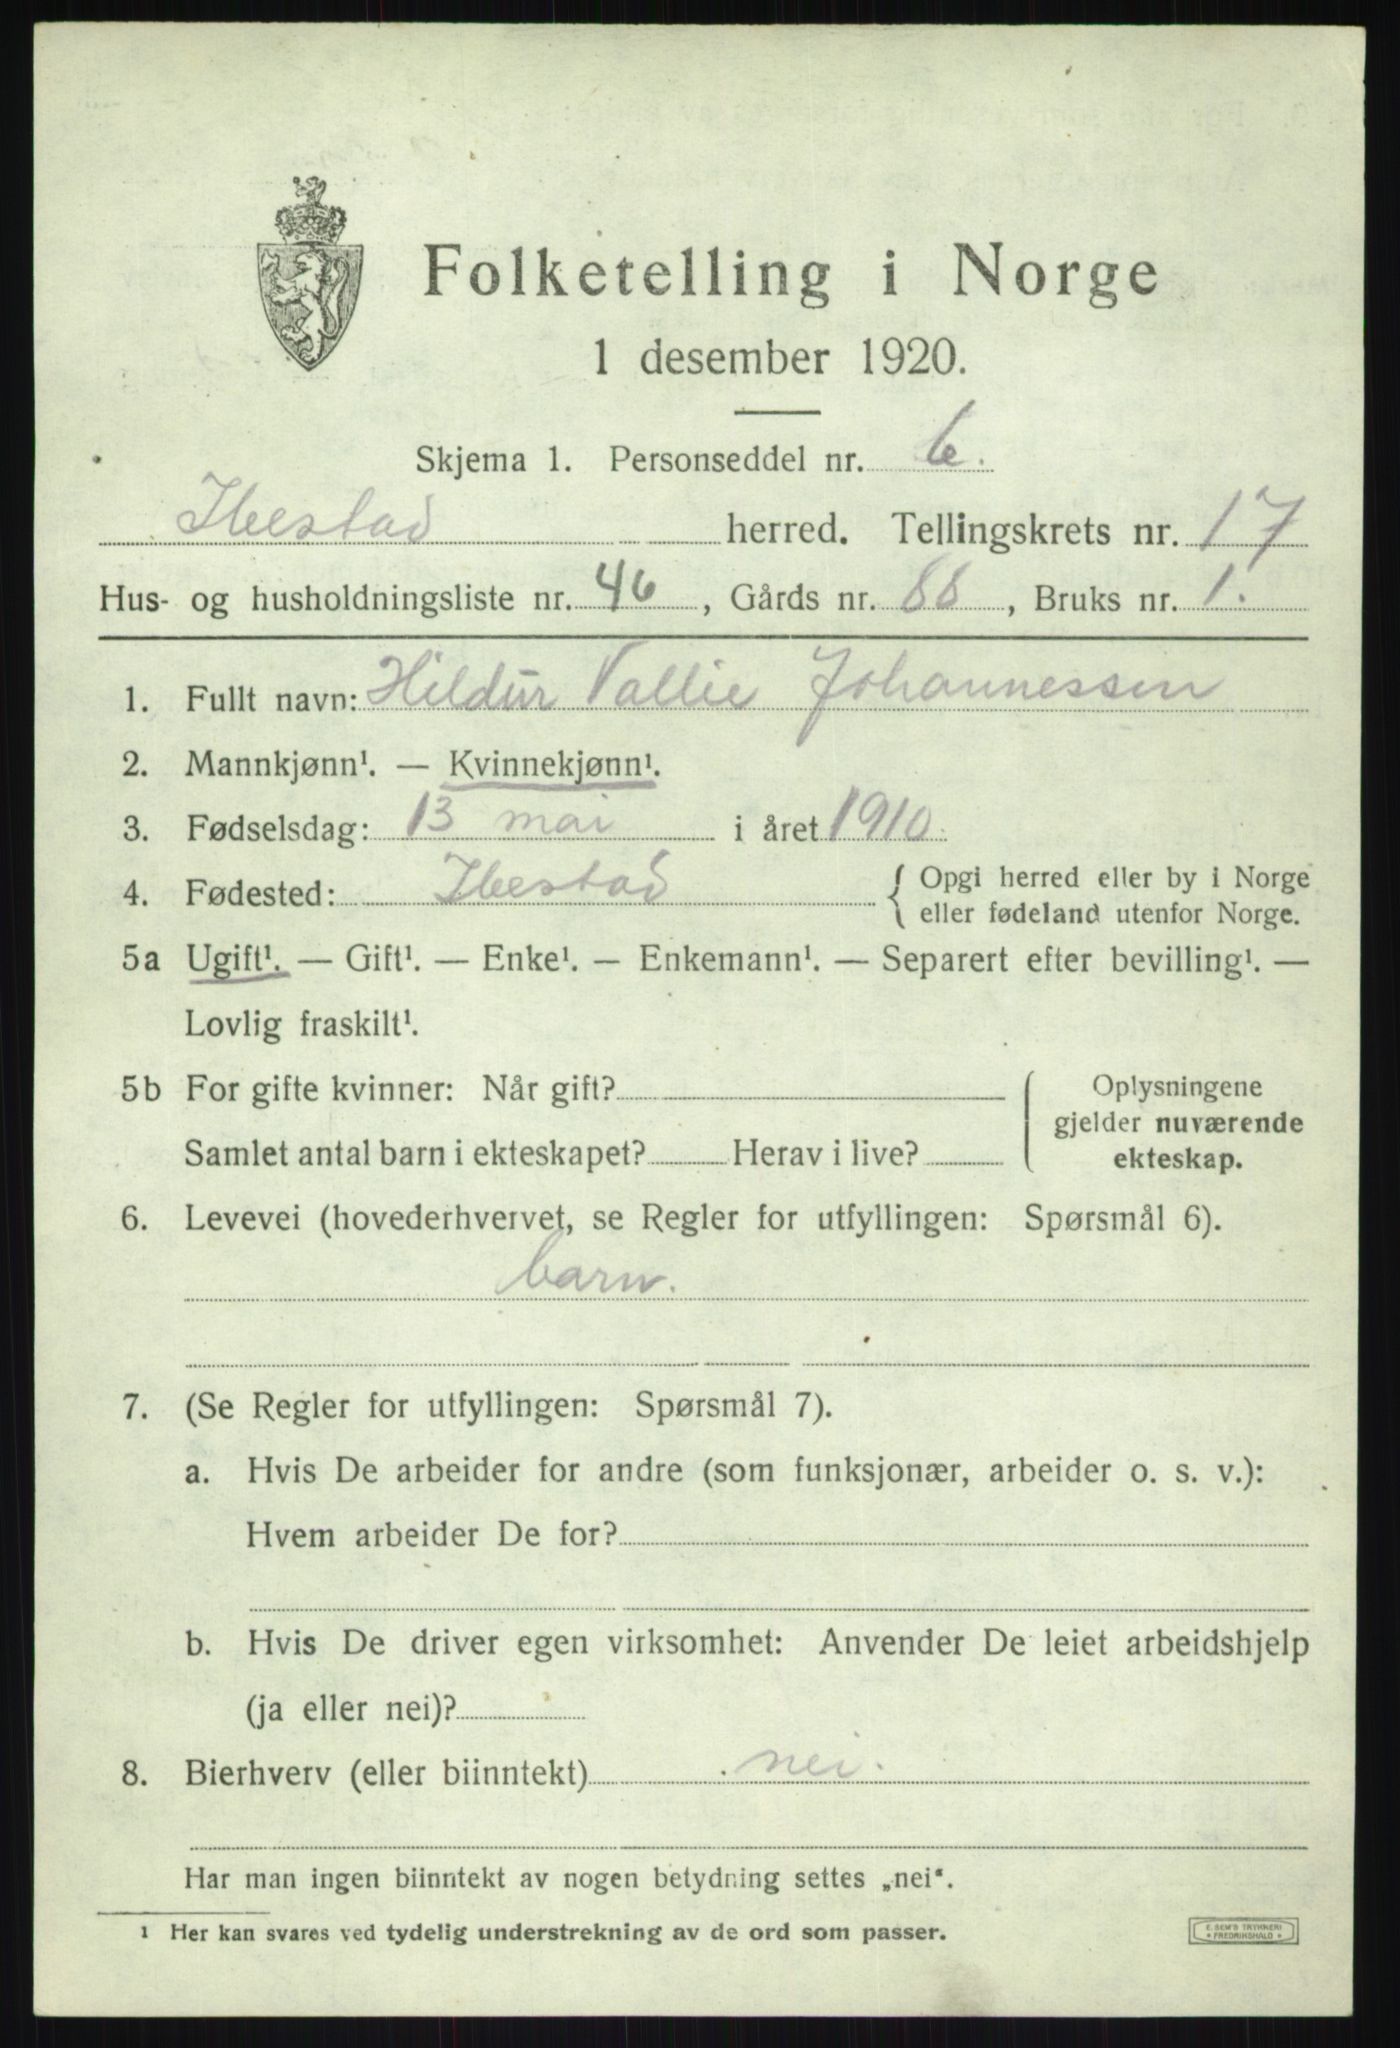 Folketelling i Norge
1 desember 1920.
Skjema 1. Personseddel nr. 6.
Ibestad herred. Tellingskrets nr. 17
Hus- og husholdningsliste nr. 46, Gårds nr. 88, Bruks nr. 1.
1. Fullt navn: Hildur Vallie Johannessen
2. Mannkjønn¹. — Kvinnekjønn¹.
3. Fødselsdag: 13 mai i året 1910.
4. Fødested: Ibestad { Opgi herred eller by i Norge
eller fødeland utenfor Norge.
5a Ugift¹. — Gift¹. — Enke¹. — Enkemann¹. — Separert efter bevilling¹. —
Lovlig fraskilt¹.
5b For gifte kvinner: Når gift? Oplysningene
gjelder nuværende
Samlet antal barn i ekteskapet? Herav i live? ekteskap.
6. Levevei (hovederhvervet, se Regler for utfyllingen: Spørsmål 6).
barn.
7. (Se Regler for utfyllingen: Spørsmål 7).
a. Hvis De arbeider for andre (som funksjonær, arbeider o. s. v.):
Hvem arbeider De for?
b. Hvis De driver egen virksomhet: Anvender De leiet arbeidshjelp
(ja eller nei)?
8. Bierhverv (eller biinntekt) nei.
Har man ingen biinntekt av nogen betydning settes „nei“.
¹ Her kan svares ved tydelig understrekning av de ord som passer.
E. SEM'S TRYKKERI
* FREDRIKSHALD *